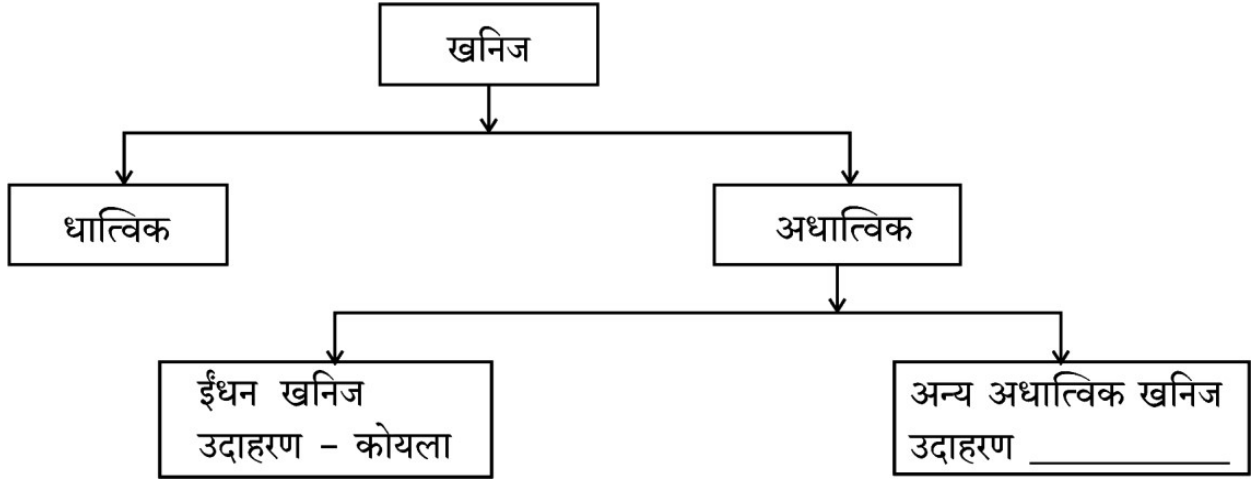 खनिज
धात्विक
अधात्विक
ईंधन खनिज
उदाहरण – कोयला
अन्य अधात्विक खनिज
उदाहरण ____________